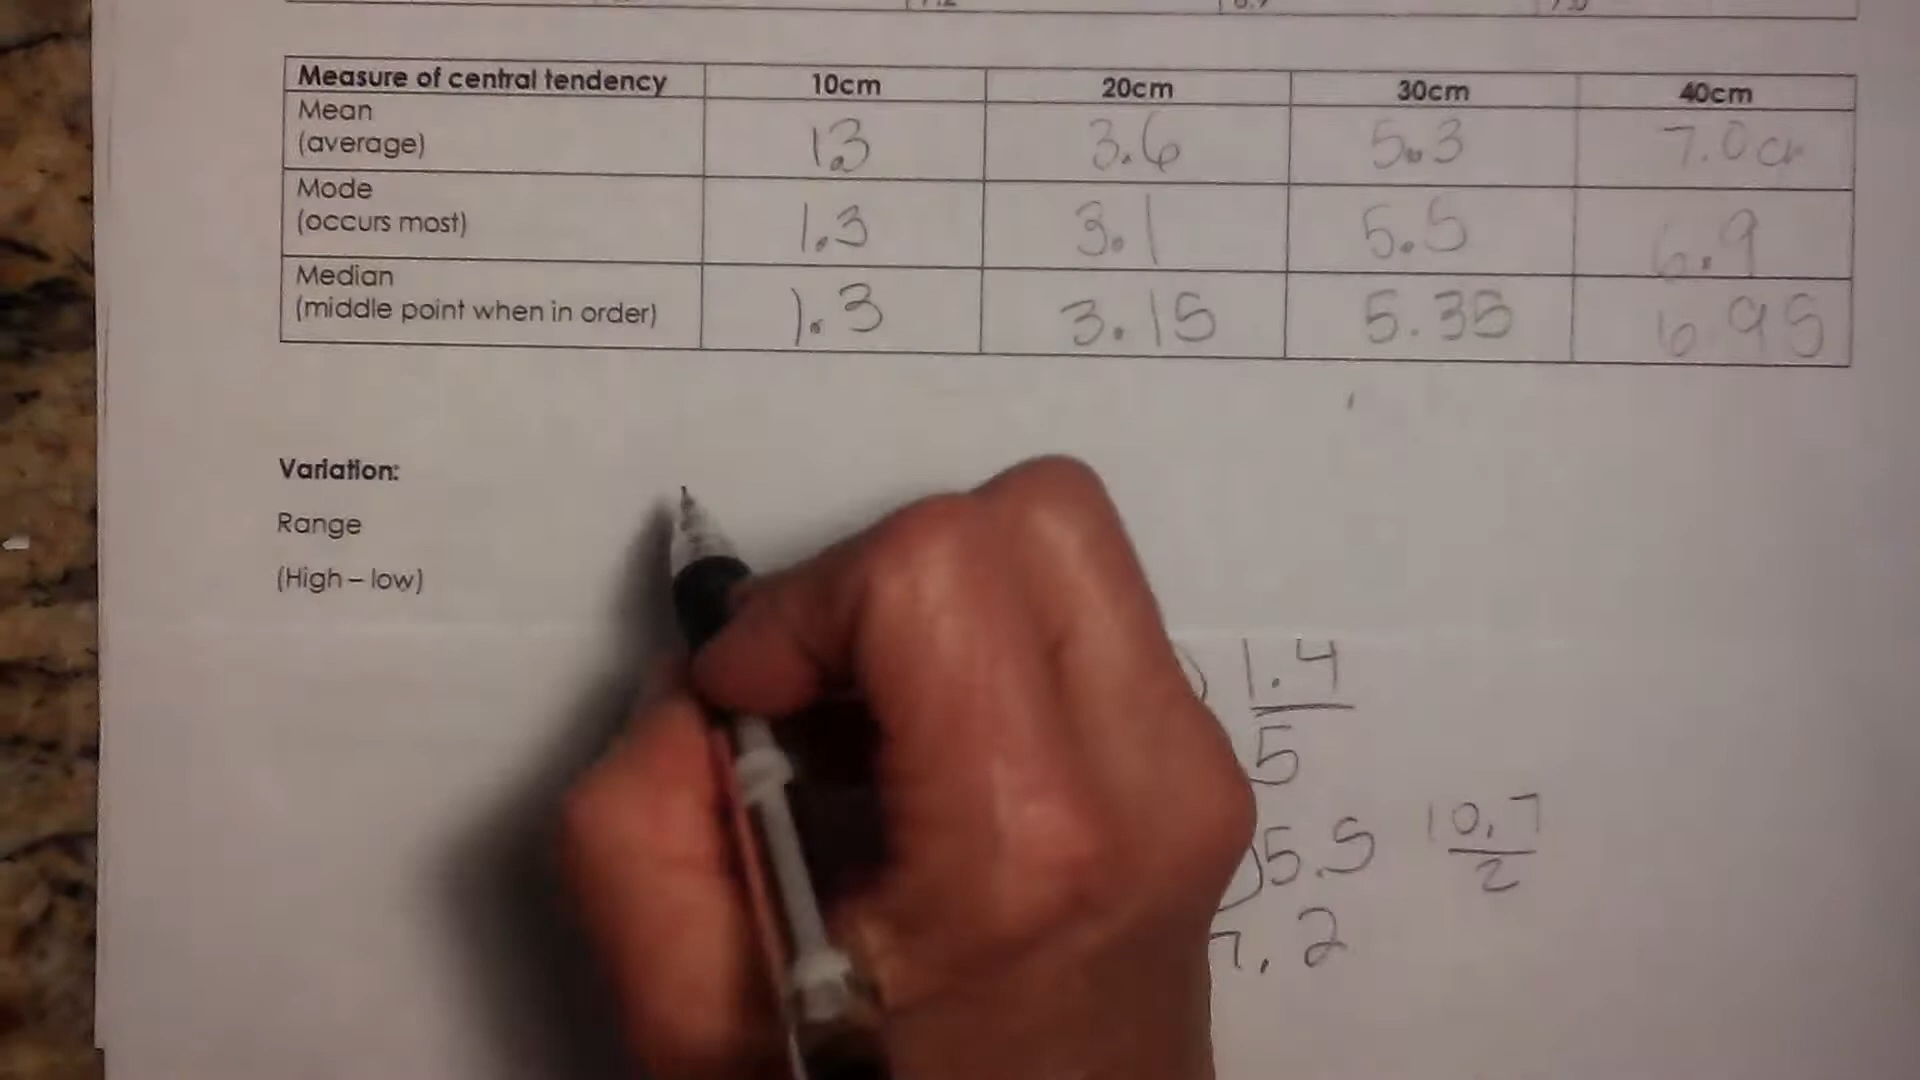 Measure of central tendency 10cm 20cm 30cm 40cm
Mean
(average) 1.3 3.6 5.3 7.0cm
Mode
(occurs most) 1.3 3.1 5.5 6.9
Median
(middle point when in order) 1.3 3.15 5.35 6.95
Variation:
Range
(High – low)
1.4
5
5.5 10.7
2
7.2